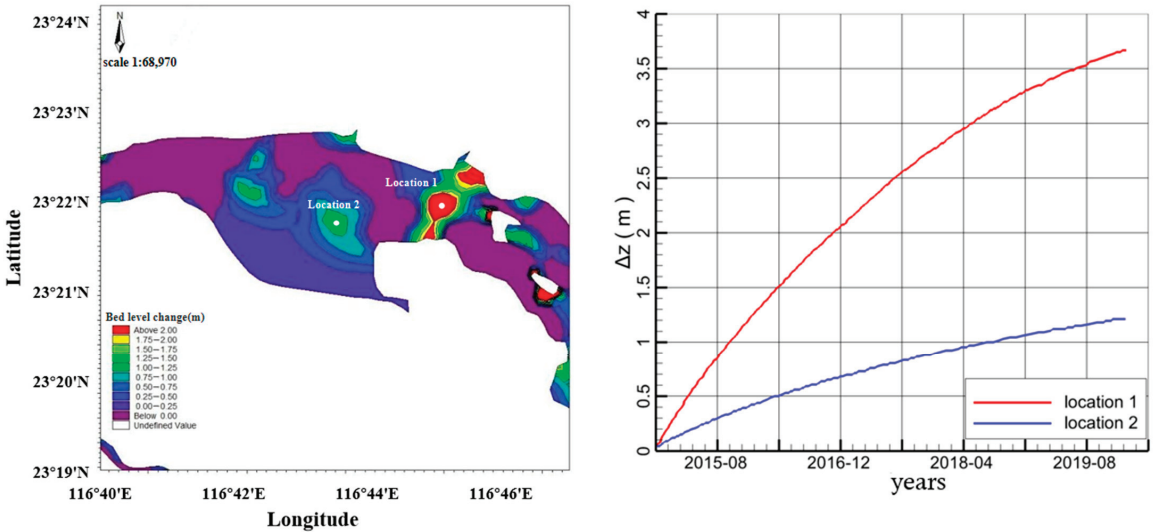 N
scale 1:68,970
23°24'N
23°23'N
23°22'N
23°21'N
23°20'N
23°19'N
Latitude
Location 1
Location 2
Bed level change(m)
Above 2.00
1.75−2.00
1.50−1.75
1.25−1.50
1.00−1.25
0.75−1.00
0.50−0.75
0.25−0.50
0.00−0.25
Below 0.00
Undefined Value
116°40'E
116°42'E
116°44'E
116°46'E
Longitude
4
3.5
3
2.5
2
1.5
1
0.5
0
Δz ( m )
location 1
location 2
2015-08
2016-12
2018-04
2019-08
years